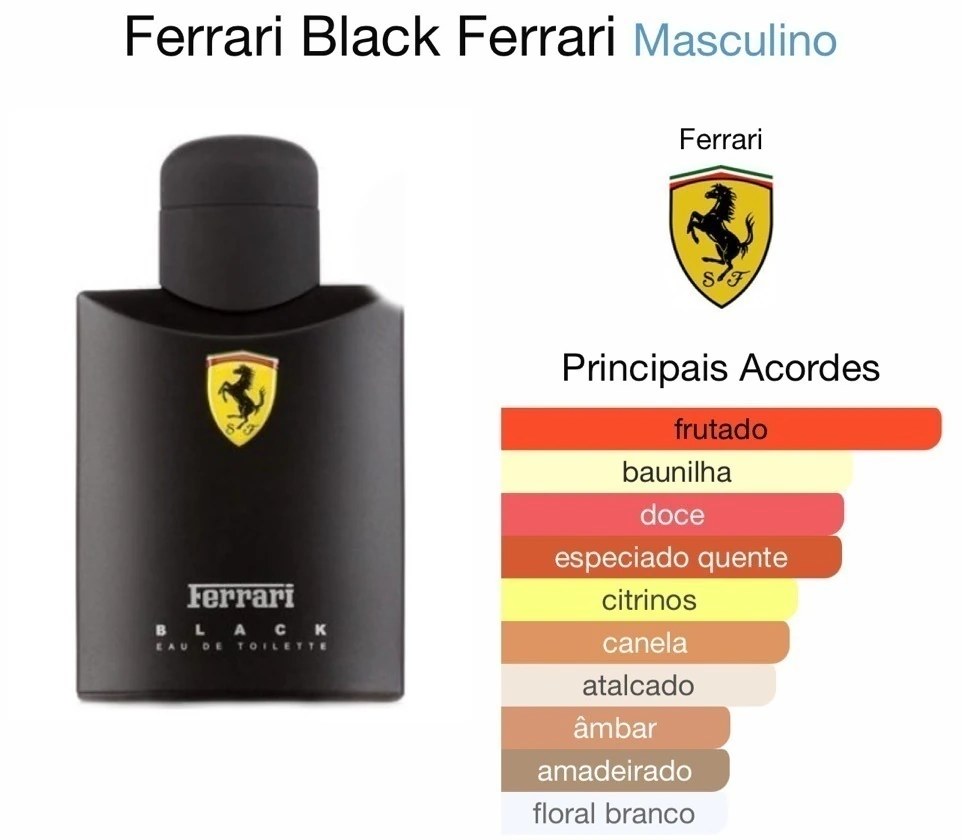 Ferrari Black Ferrari Masculino
Ferrari
S F
Principais Acordes
frutado
baunilha
doce
especiado quente
citrinos
canela
atalcado
âmbar
amadeirado
floral branco
S F
Ferrari
BLACK
EAU DE TOILETTE